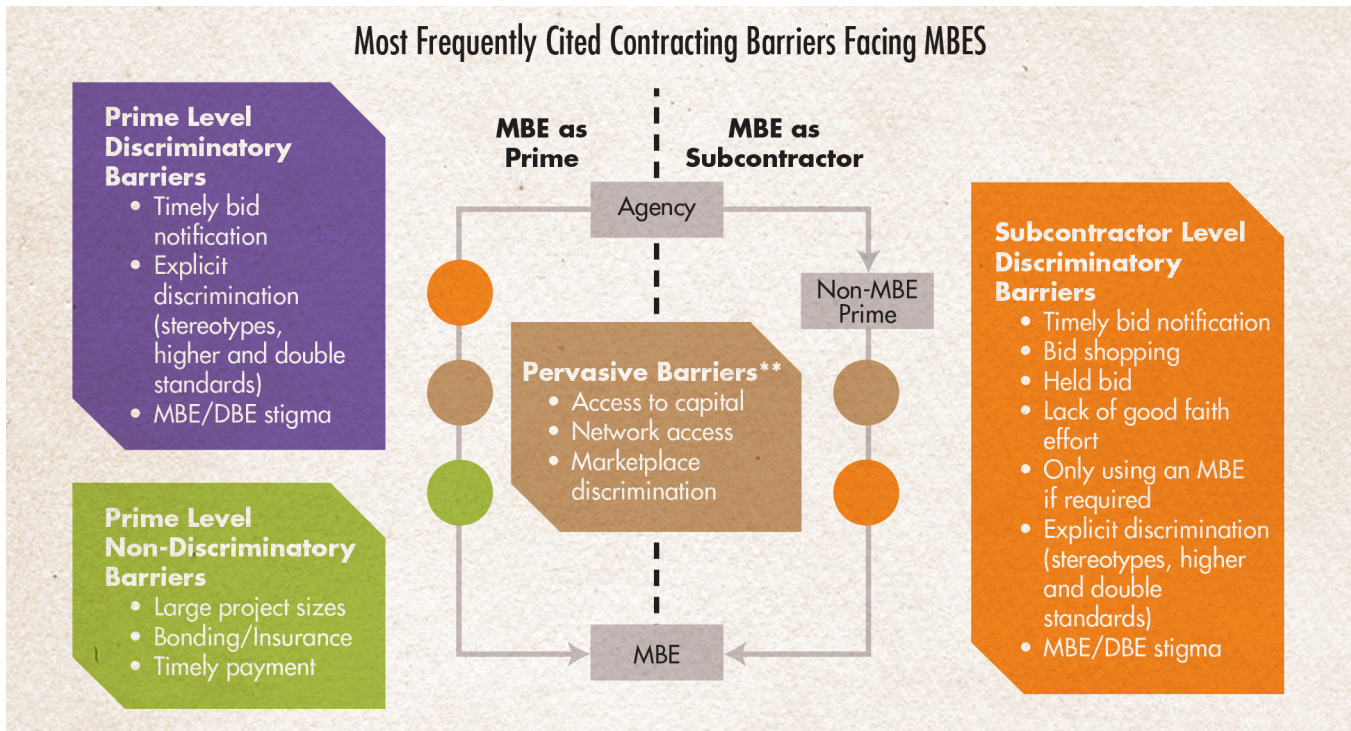 Most Frequently Cited Contracting Barriers Facing MBES
Prime Level
Discriminatory
Barriers
• Timely bid
notification
• Explicit
discrimination
(stereotypes,
higher and double
standards)
• MBE/DBE stigma
Prime Level
Non-Discriminatory
Barriers
• Large project sizes
• Bonding/Insurance
• Timely payment
MBE as
Prime
MBE as
Subcontractor
Agency
Non-MBE
Prime
Pervasive Barriers**
• Access to capital
• Network access
• Marketplace
discrimination
MBE
Subcontractor Level
Discriminatory
Barriers
• Timely bid notification
• Bid shopping
• Held bid
• Lack of good faith
effort
• Only using an MBE
if required
• Explicit discrimination
(stereotypes, higher
and double
standards)
• MBE/DBE stigma